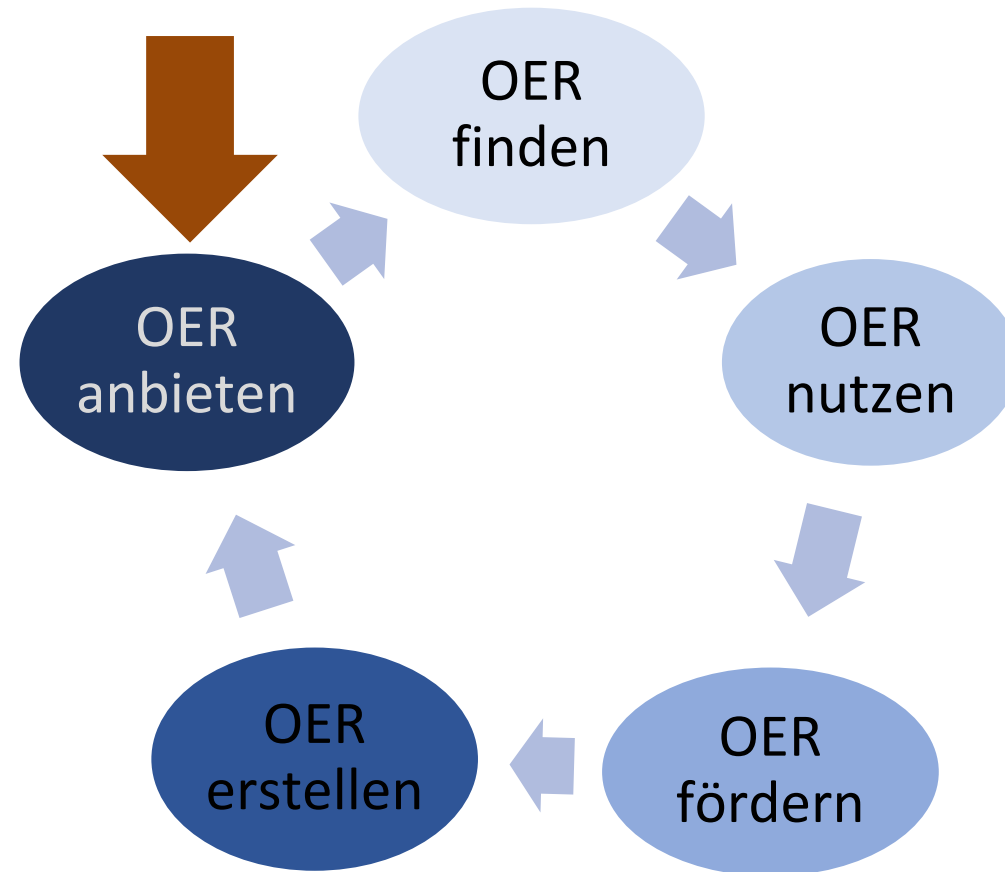 OER
finden
OER
nutzen
OER
fördern
OER
erstellen
OER
anbieten